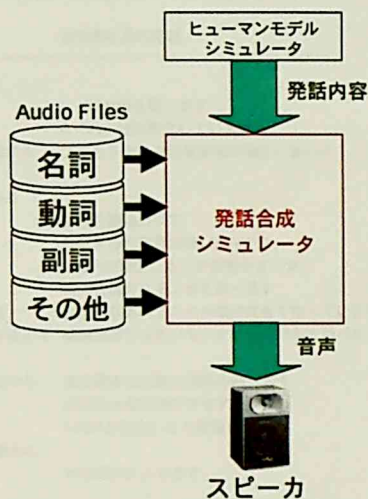 ヒューマンモデル
シミュレータ
発話内容
Audio Files
名詞
動詞
副詞
その他
発話合成
シミュレータ
音声
スピーカ